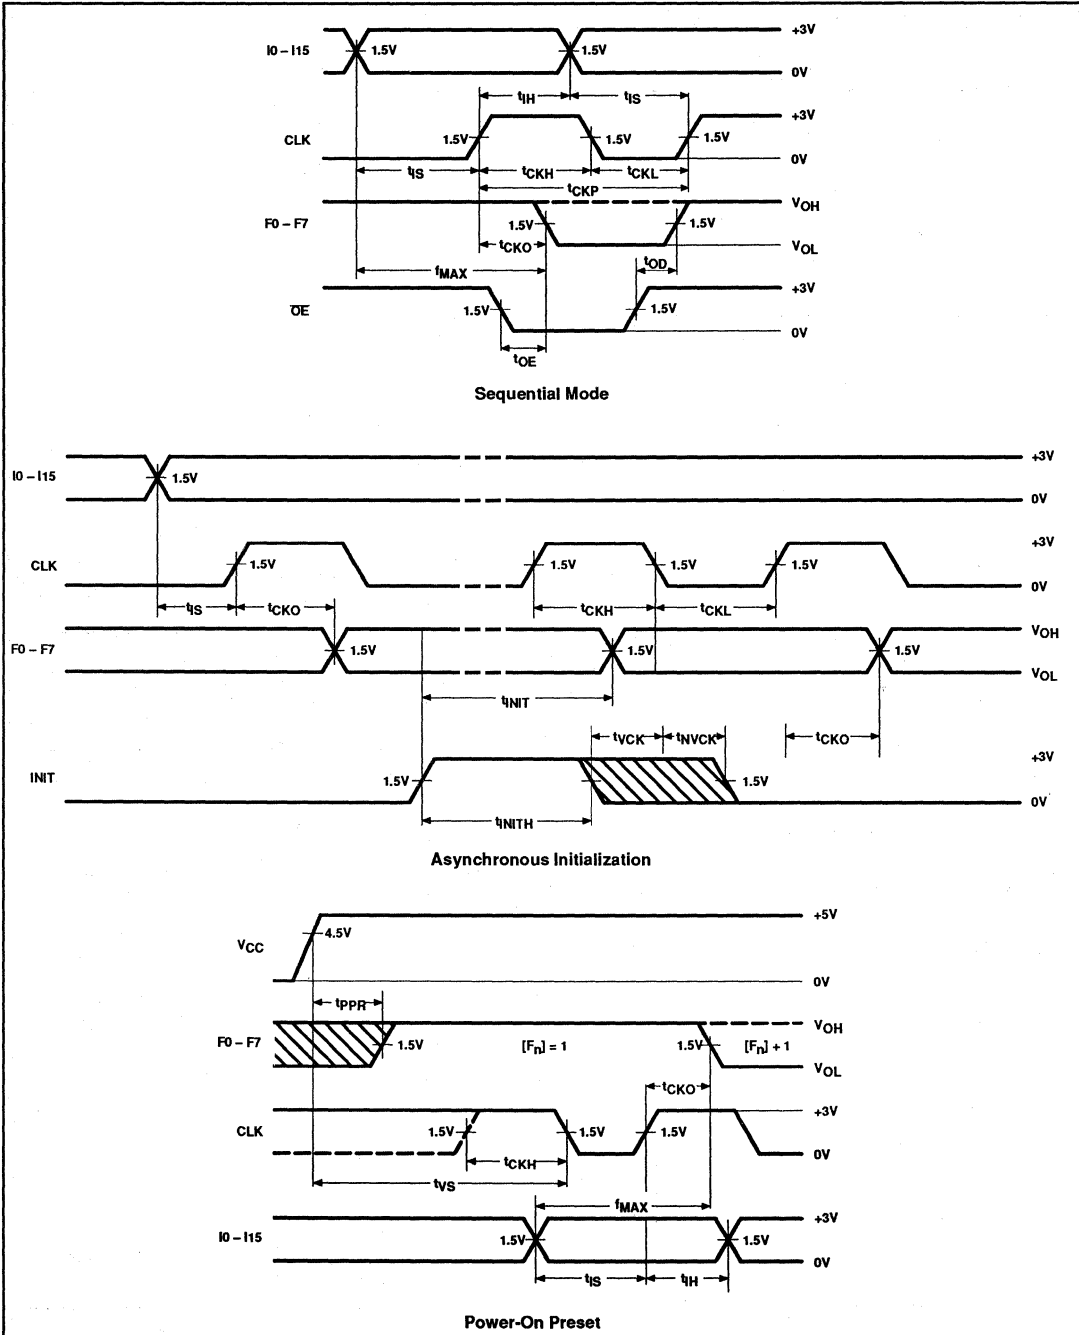 +3V
I0 – I15
1.5V
1.5V
0V
tIH
tIS
+3V
CLK
1.5V
1.5V
1.5V
0V
tIS
tCKH
tCKL
tCKP
VOH
F0 – F7
1.5V
1.5V
tCKO
VOL
tOD
fMAX
+3V
OE
1.5V
1.5V
0V
tOE
Sequential Mode
+3V
I0 – I15
1.5V
0V
+3V
CLK
1.5V
1.5V
1.5V
1.5V
0V
tIS
tCKO
tCKH
tCKL
VOH
F0 – F7
1.5V
1.5V
1.5V
VOL
tINIT
tVCK
tNVCK
tCKO
+3V
INIT
1.5V
1.5V
0V
tINITH
Asynchronous Initialization
+5V
VCC
4.5V
0V
tPPR
VOH
F0 – F7
1.5V
[Fn] = 1
1.5V
[Fn] + 1
VOL
tCKO
+3V
CLK
1.5V
1.5V
1.5V
0V
tCKH
tVS
fMAX
+3V
I0 – I15
1.5V
1.5V
0V
tIS
tIH
Power-On Preset